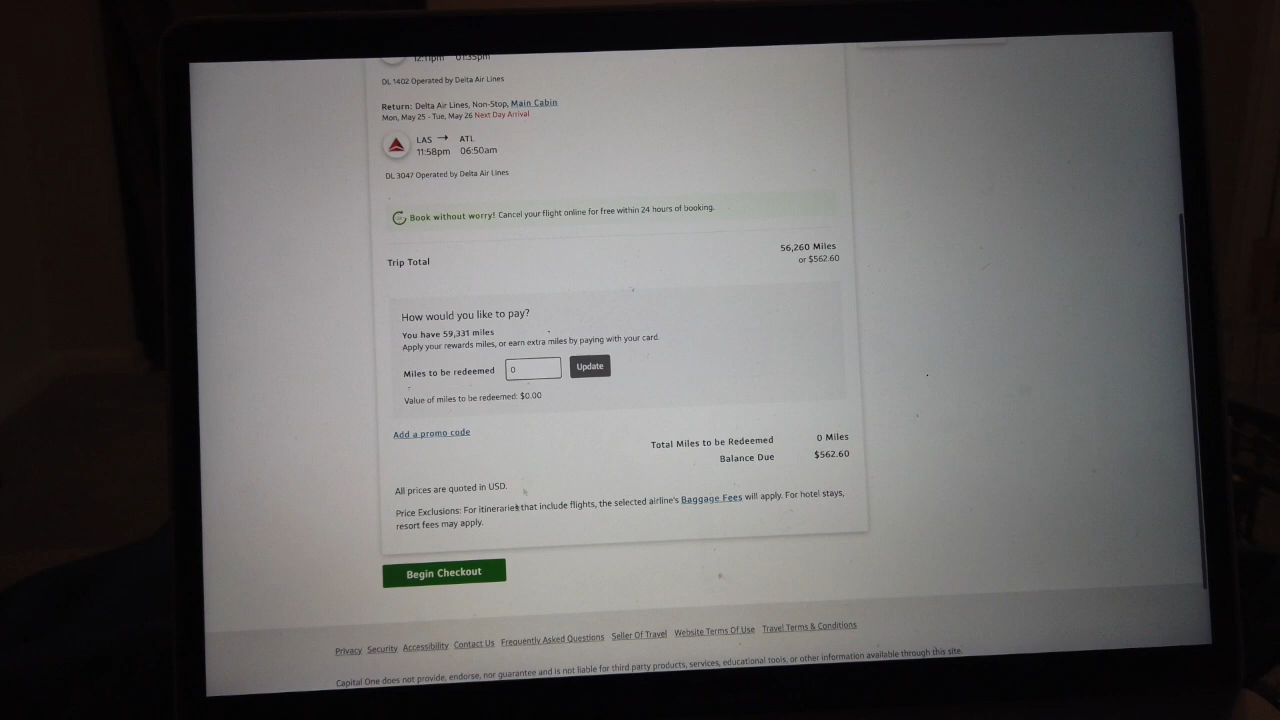 12:11pm 01:35pm
DL 1402 Operated by Delta Air Lines
Return: Delta Air Lines, Non-Stop, Main Cabin
Mon, May 25 - Tue, May 26 Next Day Arrival
LAS → ATL
11:58pm 06:50am
DL 3047 Operated by Delta Air Lines
Book without worry! Cancel your flight online for free within 24 hours of booking.
Trip Total 56,260 Miles
or $562.60
How would you like to pay?
You have 59,331 miles
Apply your rewards miles, or earn extra miles by paying with your card.
Miles to be redeemed 0 Update
Value of miles to be redeemed: $0.00
Add a promo code
Total Miles to be Redeemed 0 Miles
Balance Due $562.60
All prices are quoted in USD.
Price Exclusions: For itineraries that include flights, the selected airline's Baggage Fees will apply. For hotel stays,
resort fees may apply.
Begin Checkout
Privacy Security Accessibility Contact Us Frequently Asked Questions Seller Of Travel Website Terms Of Use Travel Terms & Conditions
Capital One does not provide, endorse, nor guarantee and is not liable for third party products, services, educational tools, or other information available through this site.